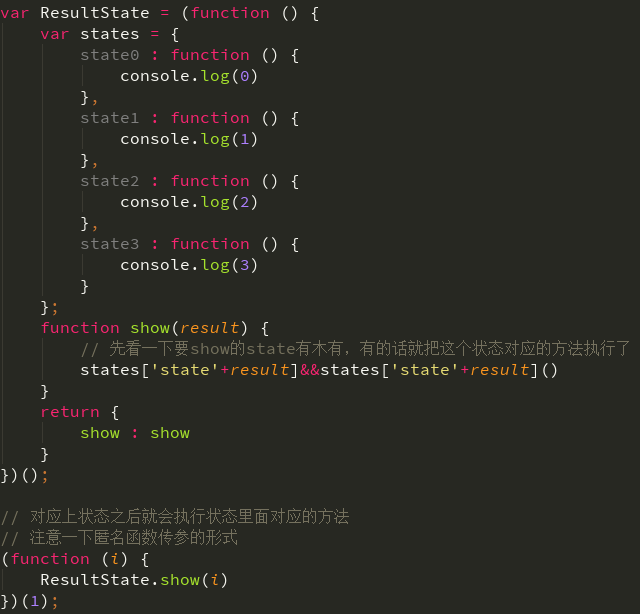 var ResultState = (function () {
    var states = {
        state0 : function () {
            console.log(0)
        },
        state1 : function () {
            console.log(1)
        },
        state2 : function () {
            console.log(2)
        },
        state3 : function () {
            console.log(3)
        }
    };
    function show(result) {
        // 先看一下要show的state有木有，有的话就把这个状态对应的方法执行了
        states['state'+result]&&states['state'+result]()
    }
    return {
        show : show
    }
})();

// 对应上状态之后就会执行状态里面对应的方法
// 注意一下匿名函数传参的形式
(function (i) {
    ResultState.show(i)
})(1);